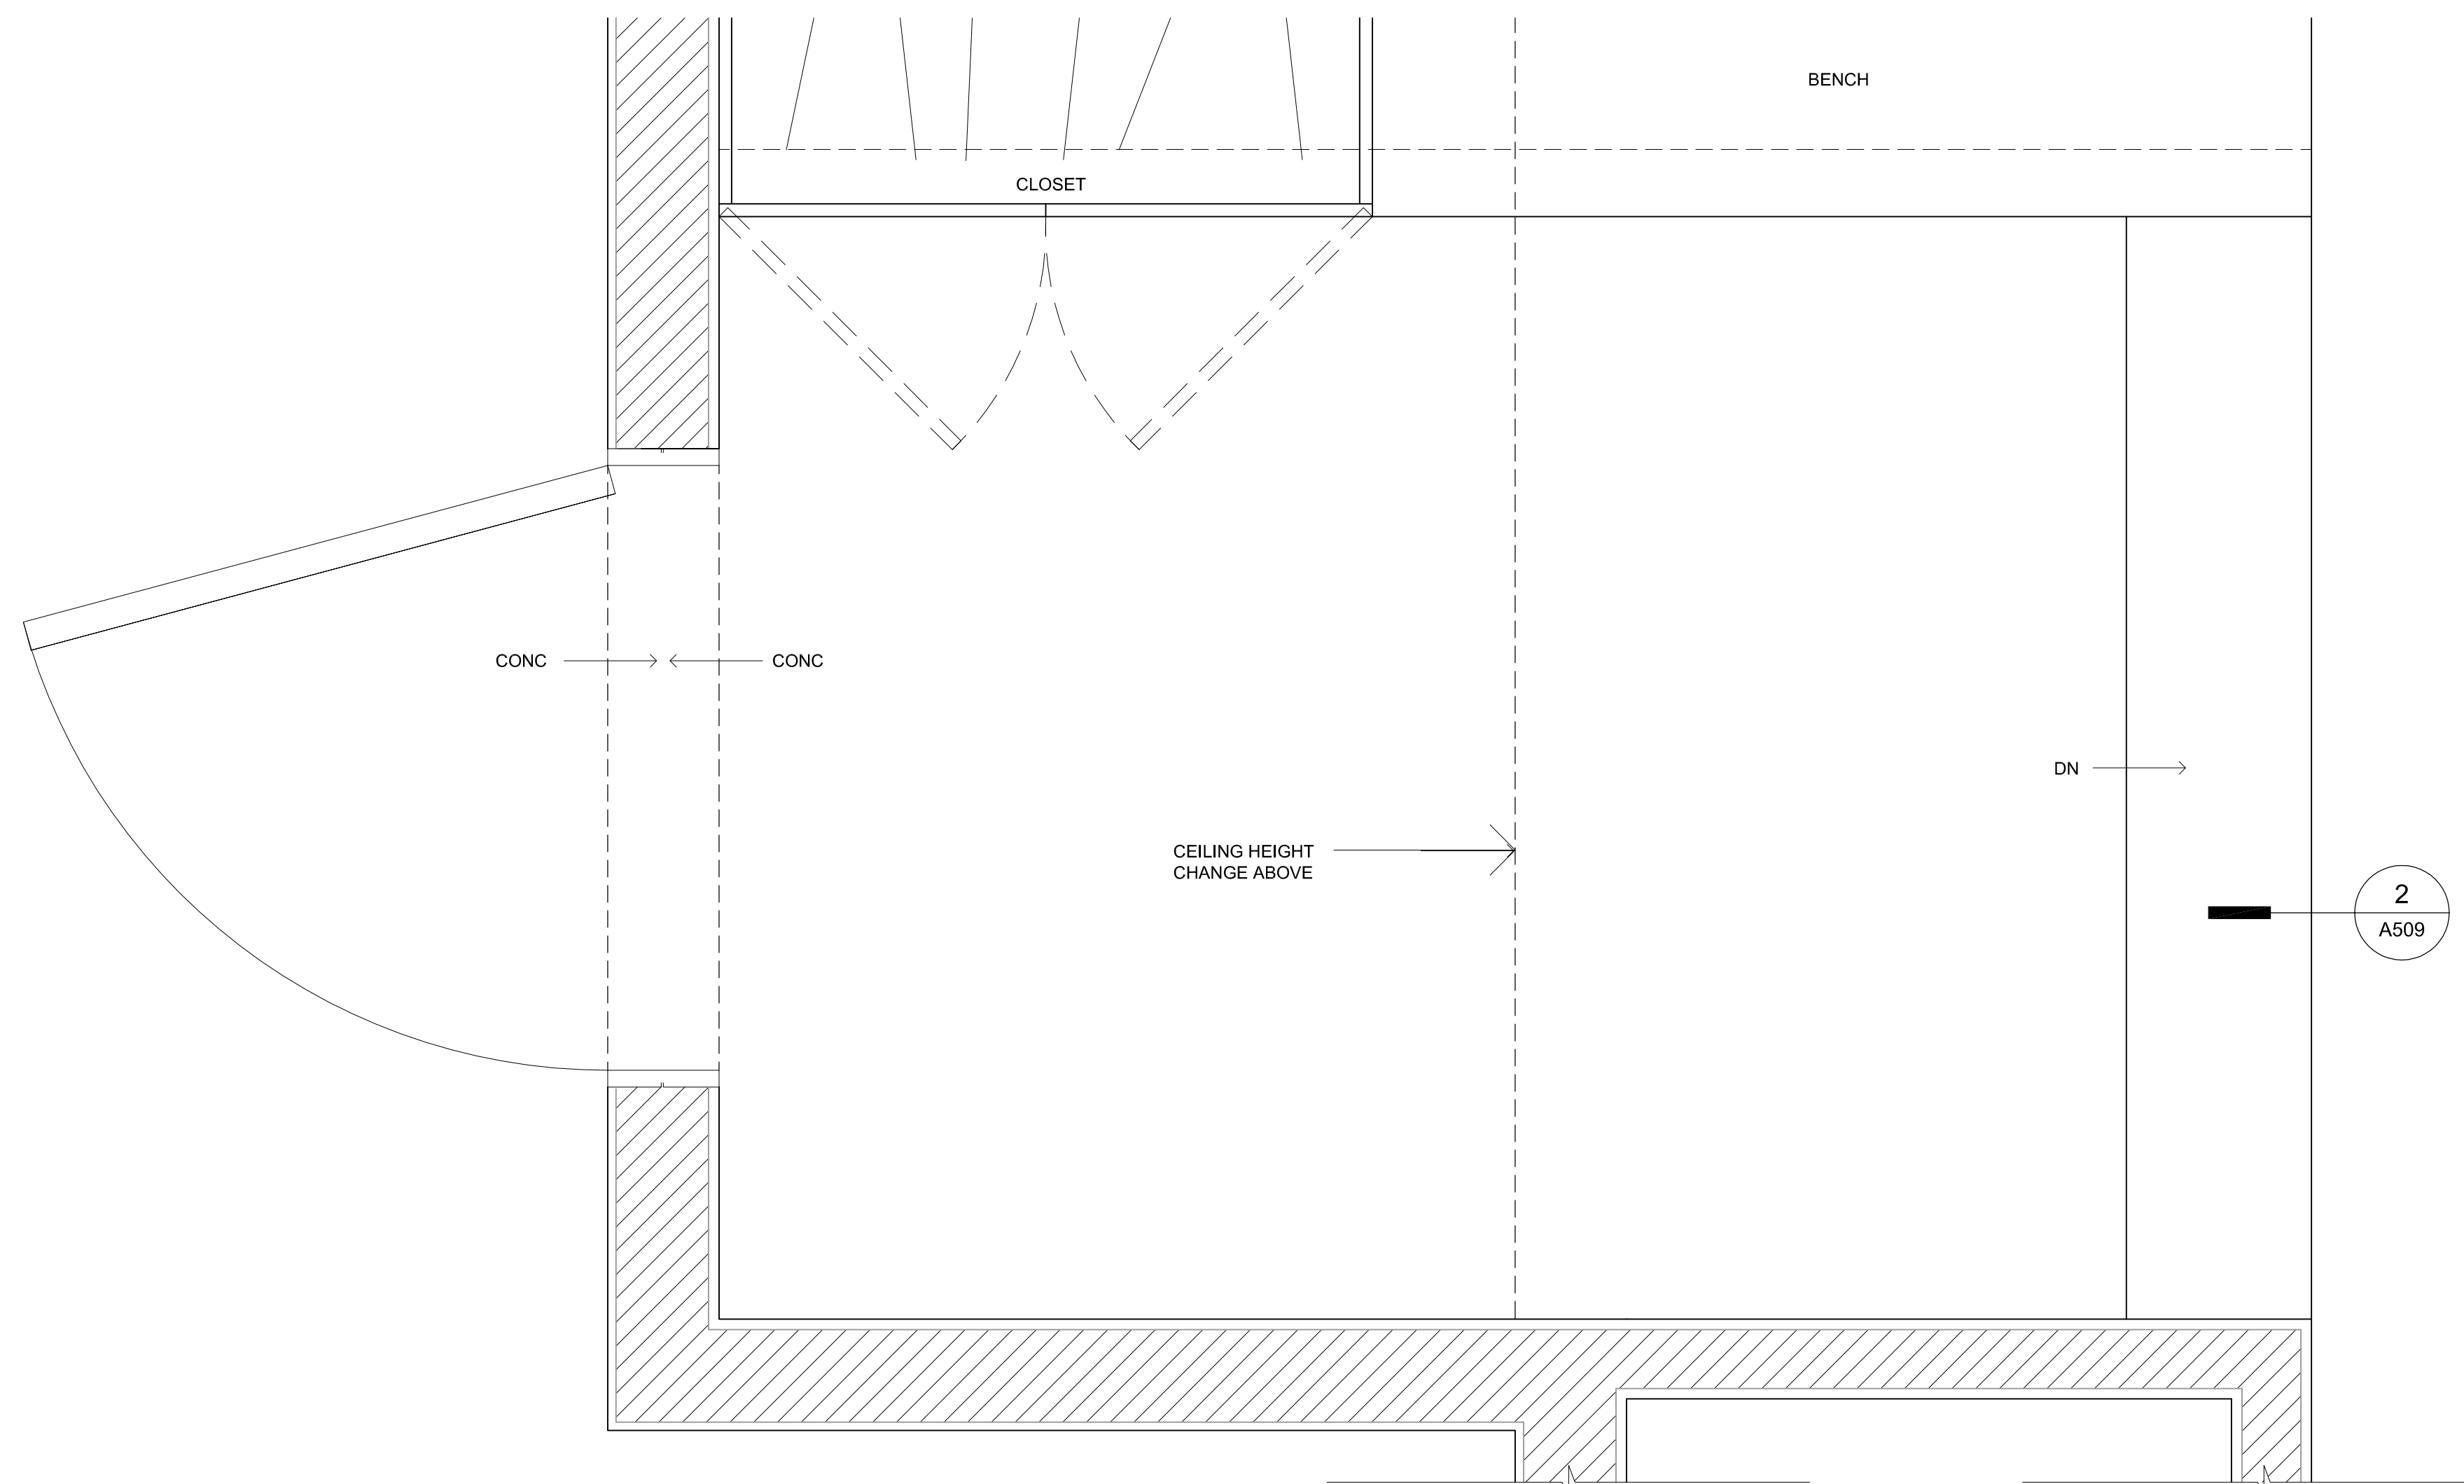 BENCH
CLOSET
CONC
CONC
DN
CEILING HEIGHT
CHANGE ABOVE
2
A509